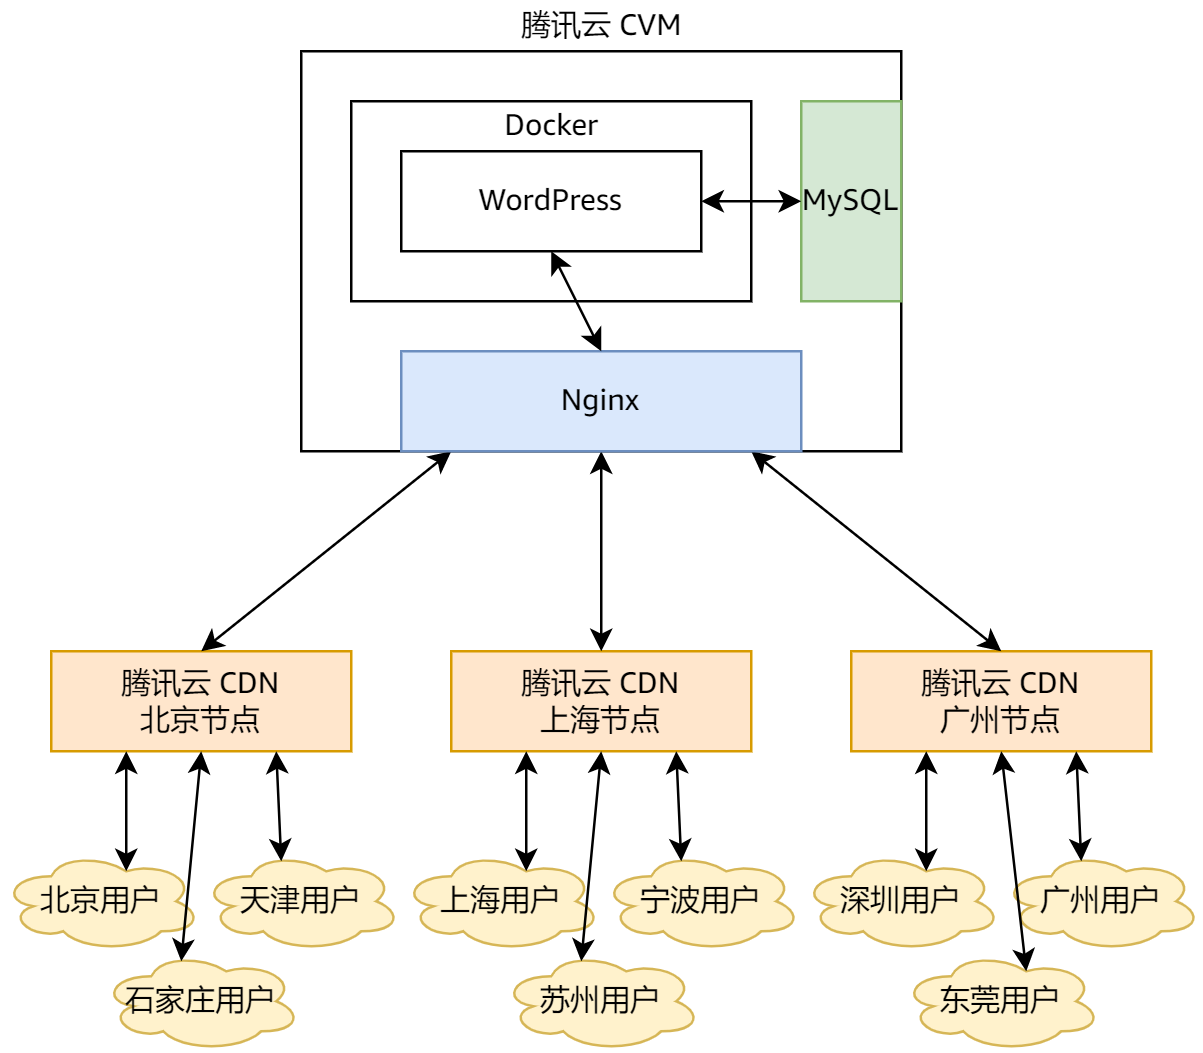 腾讯云 CVM
Docker
WordPress
MySQL
Nginx
腾讯云 CDN
北京节点
腾讯云 CDN
上海节点
腾讯云 CDN
广州节点
北京用户
天津用户
上海用户
宁波用户
深圳用户
广州用户
石家庄用户
苏州用户
东莞用户